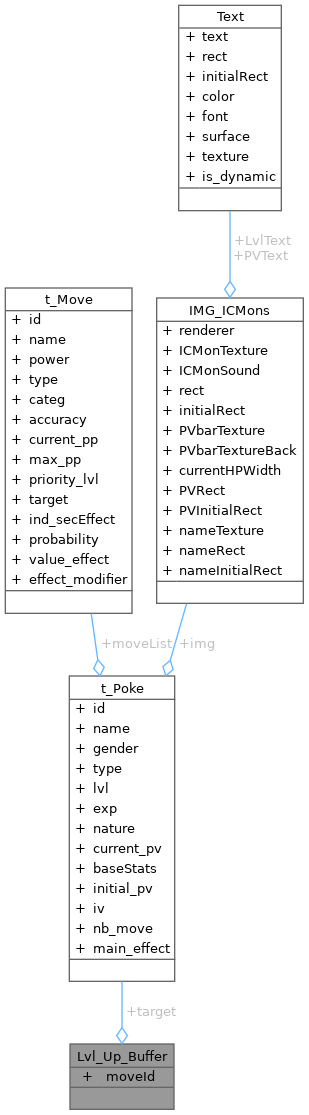 Text
+ text
+ rect
+ initialRect
+ color
+ font
+ surface
+ texture
+ is_dynamic
+LvlText
+PVText
t_Move
+ id
+ name
+ power
+ type
+ categ
+ accuracy
+ current_pp
+ max_pp
+ priority_lvl
+ target
+ ind_secEffect
+ probability
+ value_effect
+ effect_modifier
IMG_ICMons
+ renderer
+ ICMonTexture
+ ICMonSound
+ rect
+ initialRect
+ PVbarTexture
+ PVbarTextureBack
+ currentHPWidth
+ PVRect
+ PVInitialRect
+ nameTexture
+ nameRect
+ nameInitialRect
+moveList
+img
t_Poke
+ id
+ name
+ gender
+ type
+ lvl
+ exp
+ nature
+ current_pv
+ baseStats
+ initial_pv
+ iv
+ nb_move
+ main_effect
+target
Lvl_Up_Buffer
+ moveId